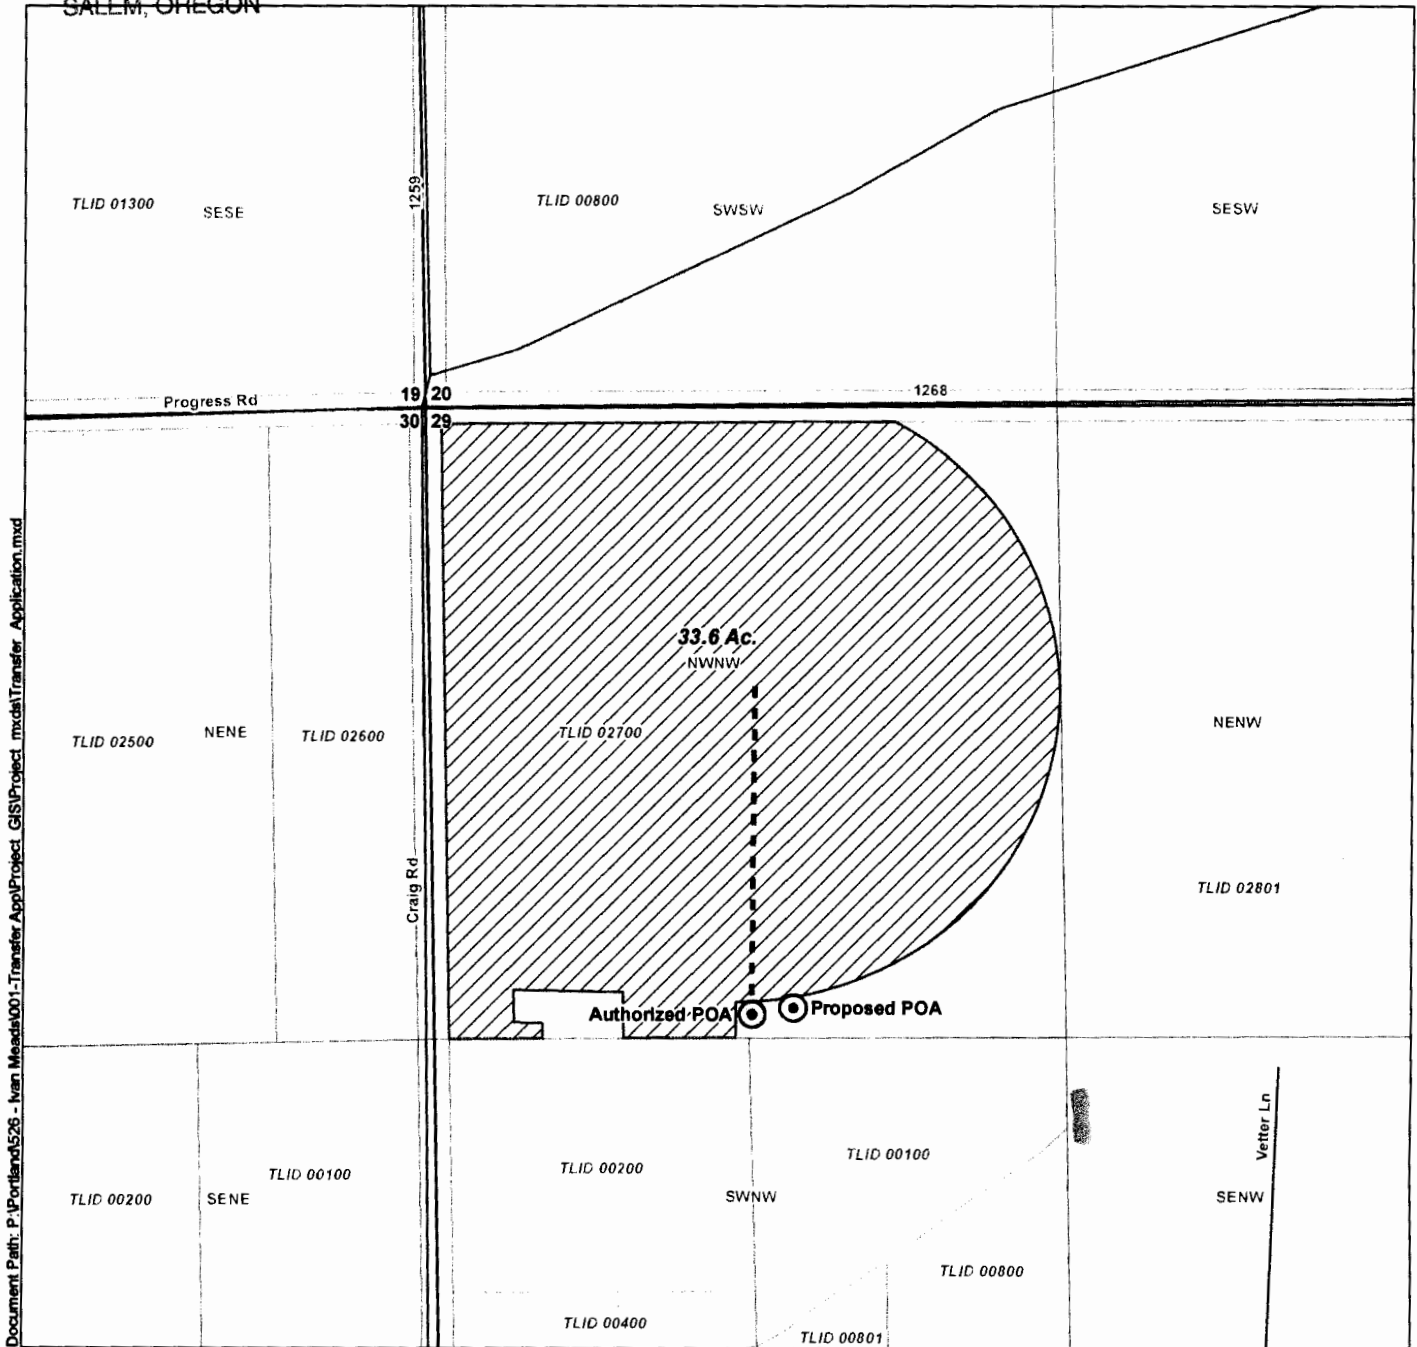 SALEM, OREGON
1259
TLID 01300
SESE
TLID 00800
SWSW
SESW
Progress Rd
19
20
1268
30
29
33.6 Ac.
NWNW
TLID 02500
NENE
TLID 02600
TLID 02700
NENW
Craig Rd
TLID 02801
Authorized POA
Proposed POA
TLID 00200
SENE
TLID 00100
TLID 00200
TLID 00100
SWNW
Vetter Ln
SENW
TLID 00800
TLID 00400
TLID 00801
Document Path: P:\Portland\526 - Ivan Meads\001-Transfer App\Project_GIS\Project_mxds\Transfer_Application.mxd